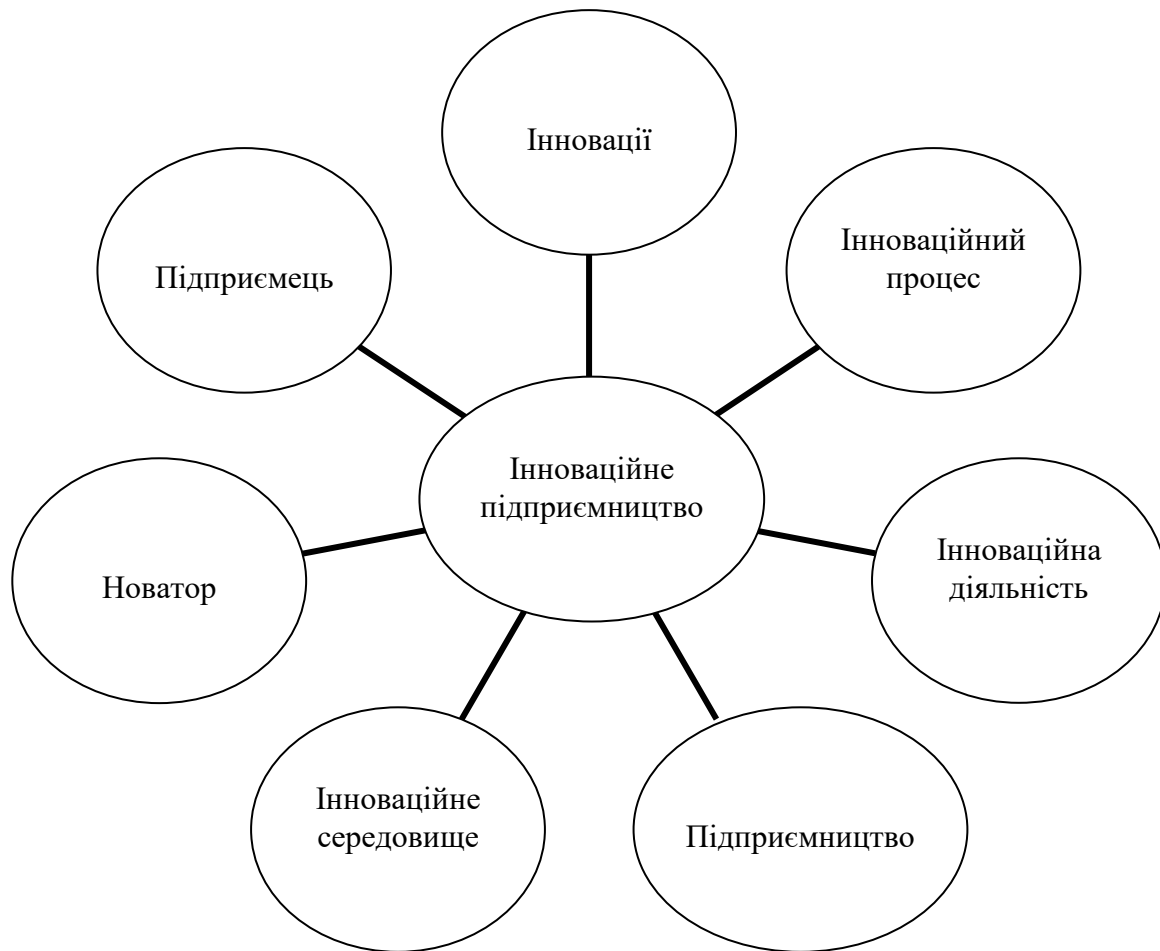 Інновації
Інноваційний
процес
Підприємець
Інноваційне
підприємництво
Інноваційна
діяльність
Новатор
Інноваційне
середовище
Підприємництво